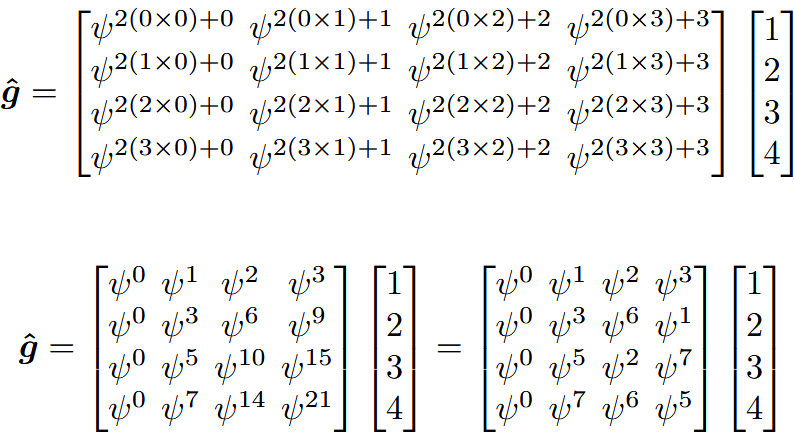 ĝ = [ψ^{2(0×0)+0} ψ^{2(0×1)+1} ψ^{2(0×2)+2} ψ^{2(0×3)+3}] [1]
[ψ^{2(1×0)+0} ψ^{2(1×1)+1} ψ^{2(1×2)+2} ψ^{2(1×3)+3}] [2]
[ψ^{2(2×0)+0} ψ^{2(2×1)+1} ψ^{2(2×2)+2} ψ^{2(2×3)+3}] [3]
[ψ^{2(3×0)+0} ψ^{2(3×1)+1} ψ^{2(3×2)+2} ψ^{2(3×3)+3}] [4]
ĝ = [ψ^0 ψ^1 ψ^2 ψ^3] [1] = [ψ^0 ψ^1 ψ^2 ψ^3] [1]
[ψ^0 ψ^3 ψ^6 ψ^9] [2] [ψ^0 ψ^3 ψ^6 ψ^1] [2]
[ψ^0 ψ^5 ψ^{10} ψ^{15}] [3] [ψ^0 ψ^5 ψ^2 ψ^7] [3]
[ψ^0 ψ^7 ψ^{14} ψ^{21}] [4] [ψ^0 ψ^7 ψ^6 ψ^5] [4]